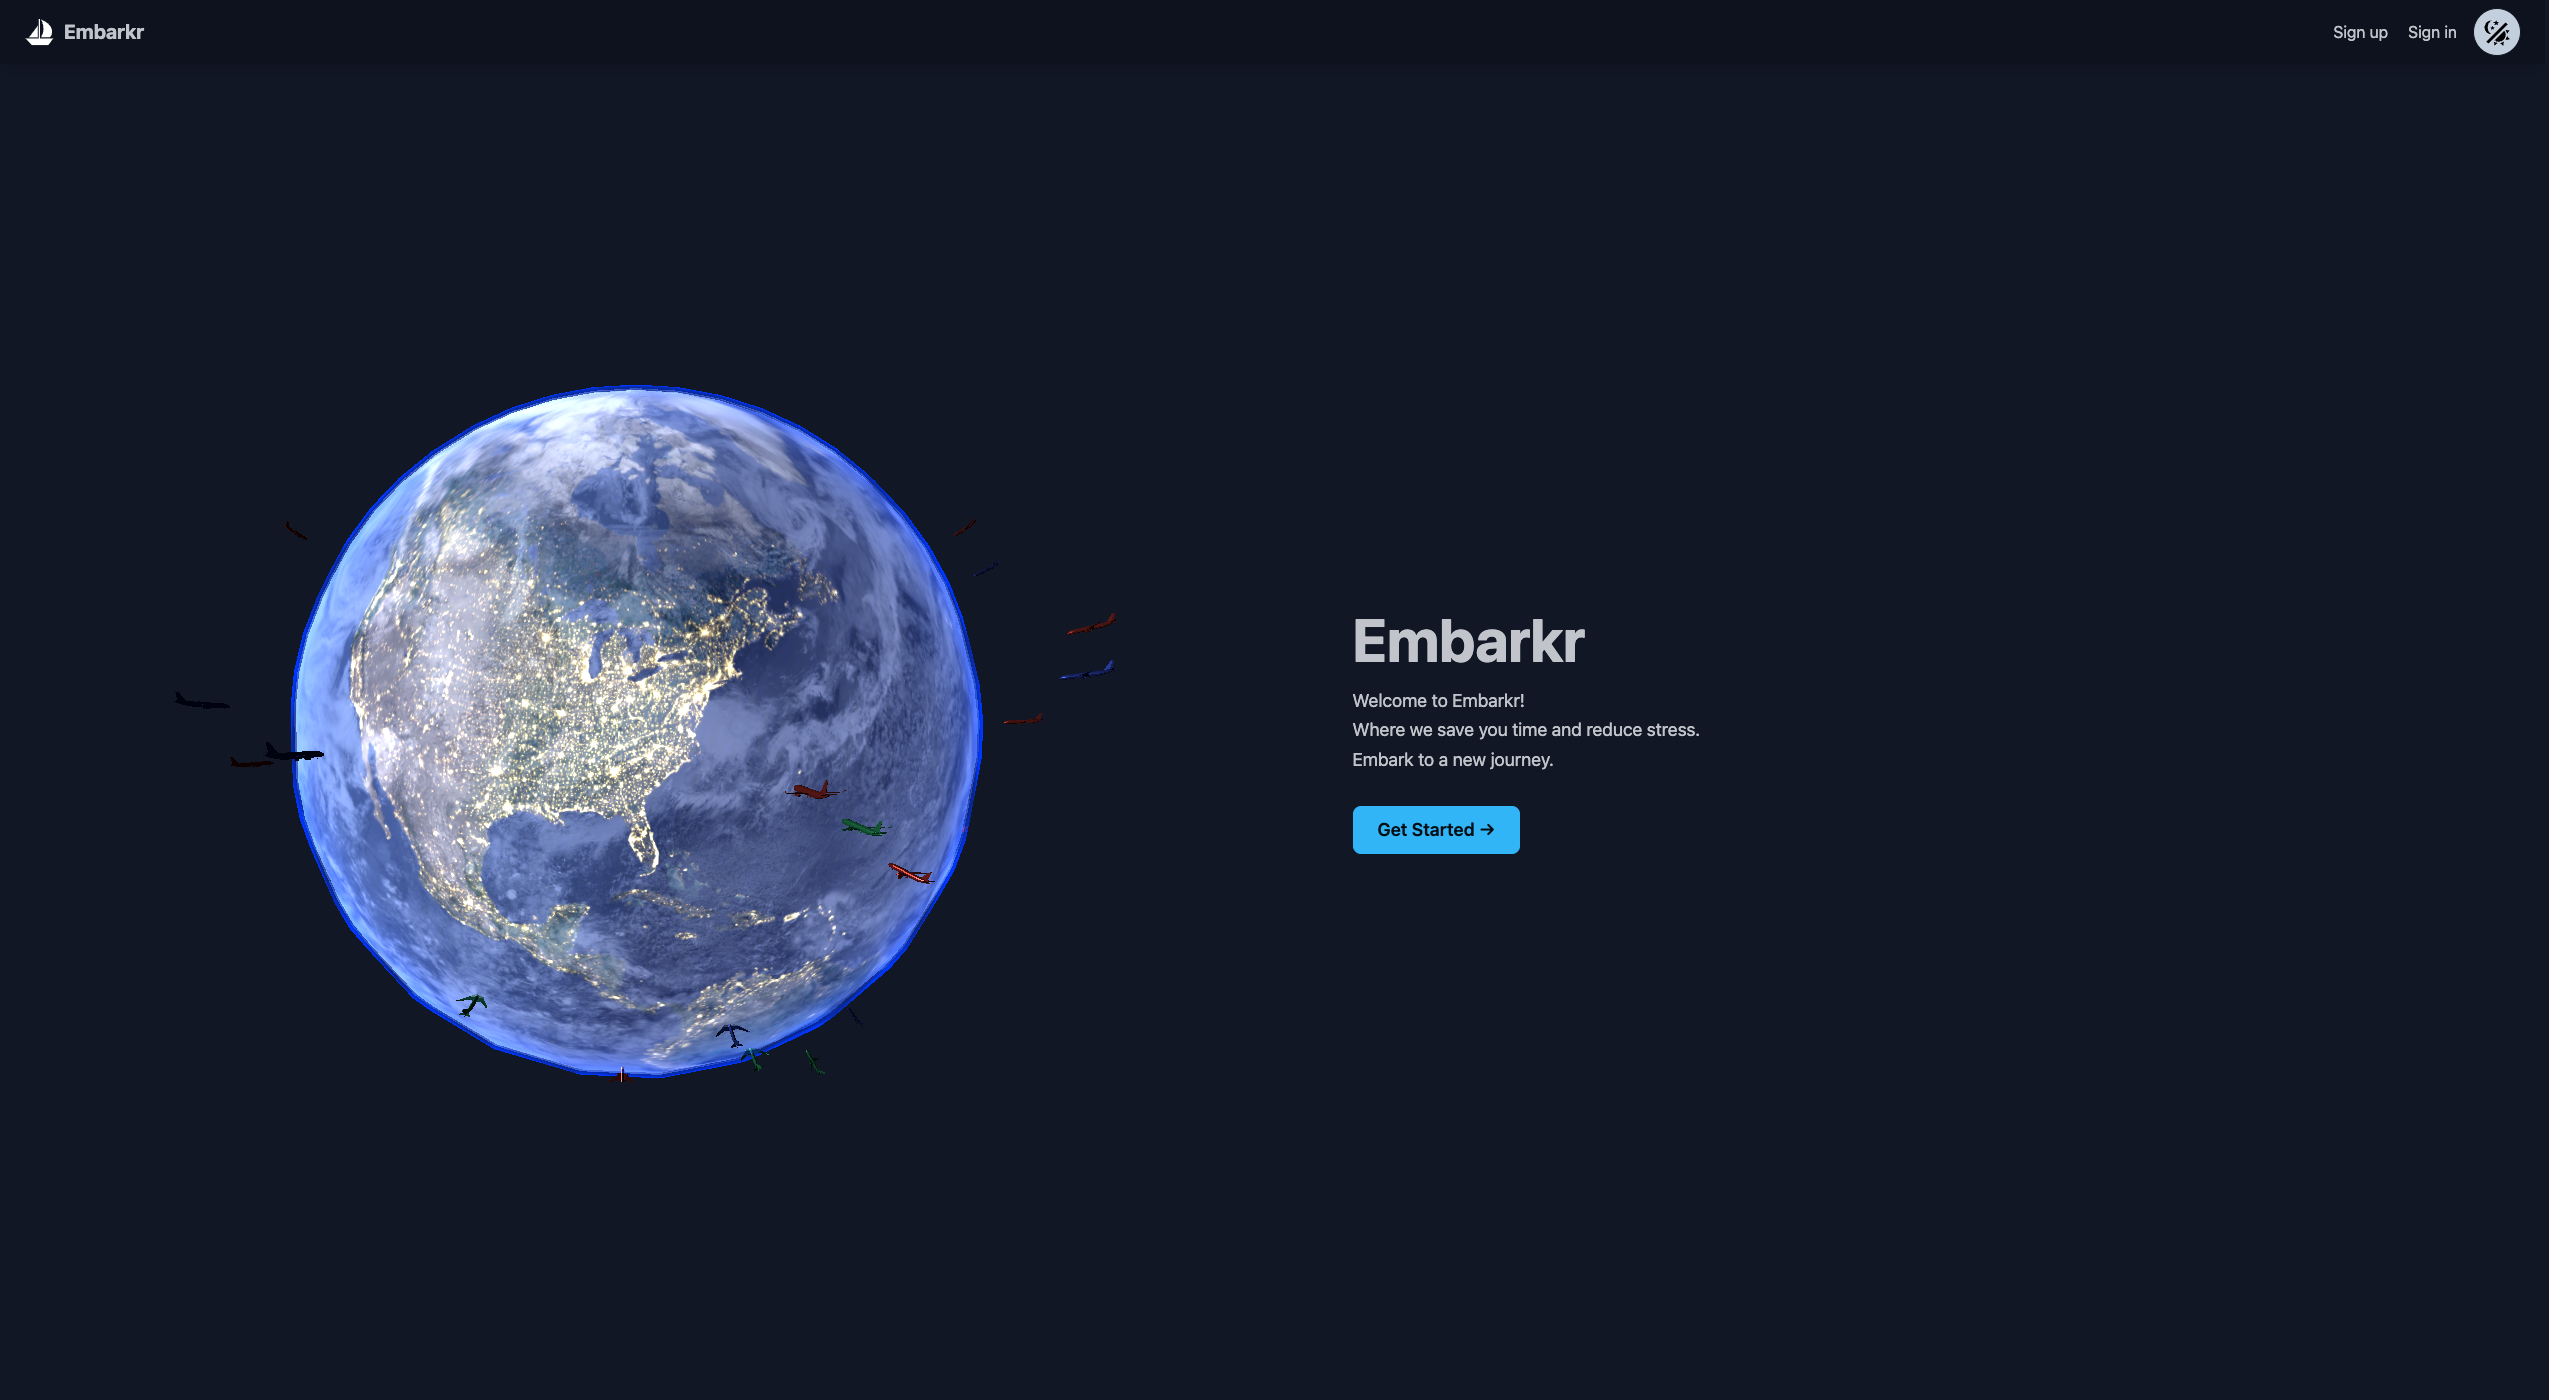 Embarkr
Sign up
Sign in
Embarkr
Welcome to Embarkr!
Where we save you time and reduce stress.
Embark to a new journey.
Get Started →